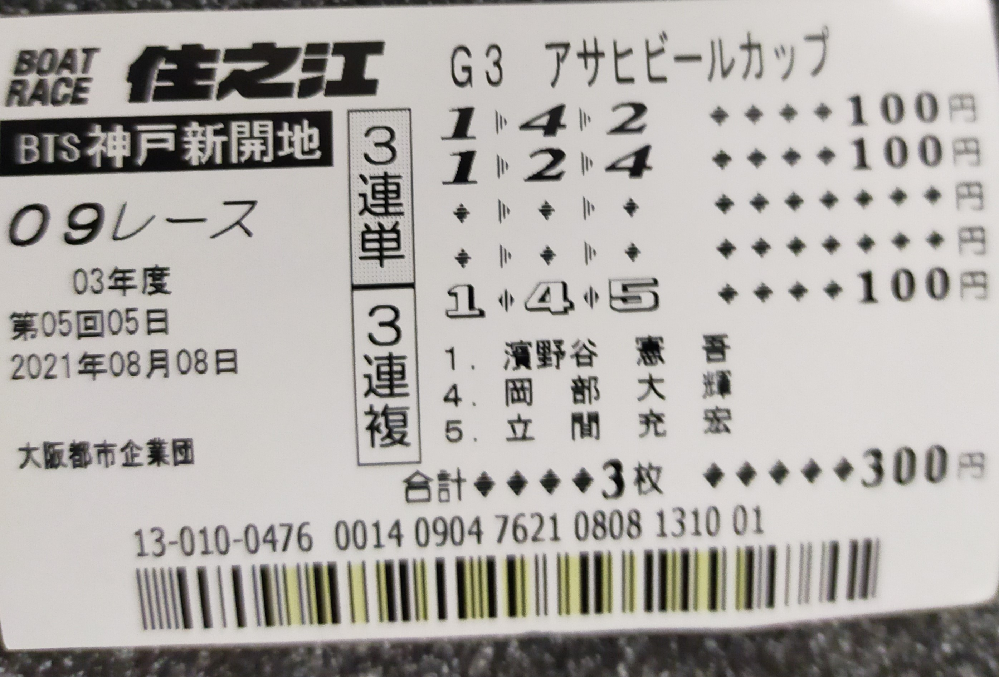 BOAT RACE 住之江
G3 アサヒビールカップ
BTS神戸新開地
09レース
03年度
第05回05日
2021年08月08日
大阪都市企業団
3連単
1 4 2 100円
1 2 4 100円
円
円
3連複
1 4 5 100円
1. 濱野谷 憲 吾
4. 岡 部 大 輝
5. 立 間 充 宏
合計 3枚 300円
13-010-0476 0014 0904 7621 0808 1310 01